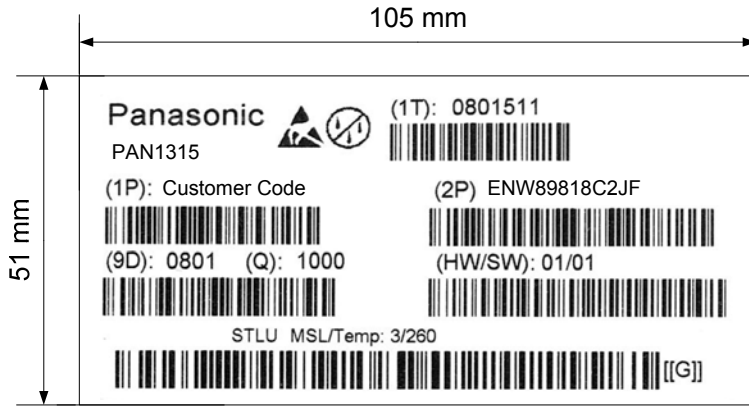 105 mm
51 mm
Panasonic
(1T): 0801511
PAN1315
(1P): Customer Code
(2P) ENW89818C2JF
(9D): 0801 (Q): 1000
(HW/SW): 01/01
STLU MSL/Temp: 3/260
[[G]]